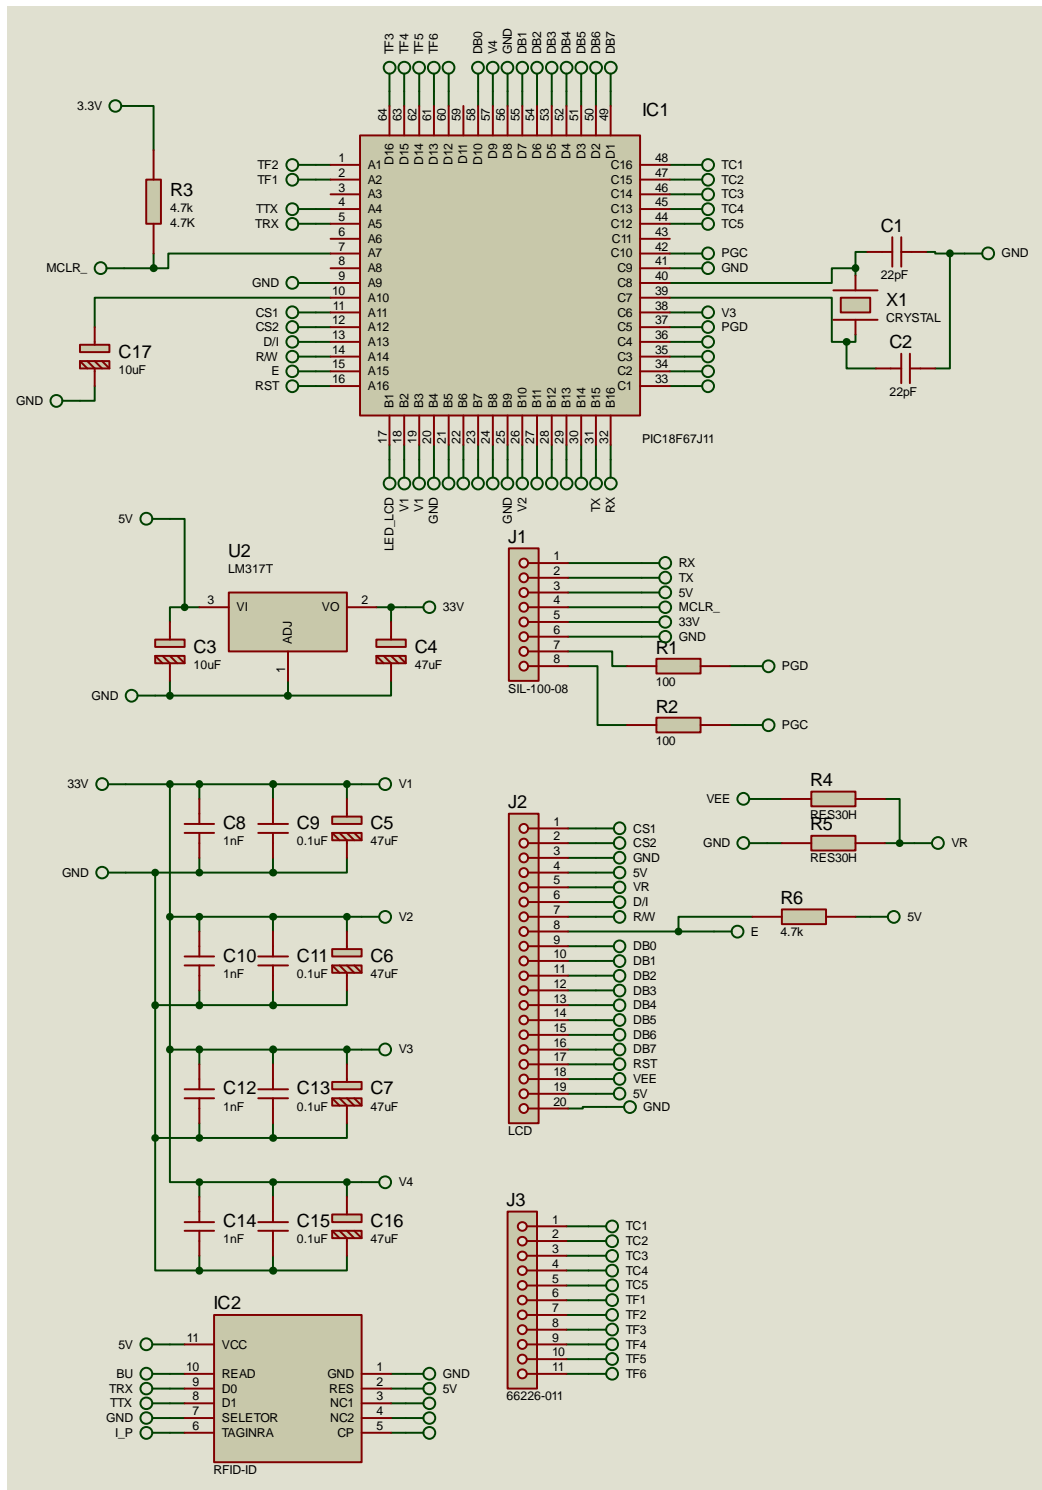 TF3
TF4
TF5
TF6
DB0
V4
GND
DB1
DB2
DB3
DB4
DB5
DB6
DB7
64
63
62
61
60
59
58
57
56
55
54
53
52
51
50
49
IC1
D16
D15
D14
D13
D12
D11
D10
D9
D8
D7
D6
D5
D4
D3
D2
D1
3.3V
R3
4.7k
4.7K
MCLR_
TF2 1 A1
TF1 2 A2
3 A3
TTX 4 A4
TRX 5 A5
6 A6
7 A7
8 A8
GND 9 A9
10 A10
CS1 11 A11
CS2 12 A12
D/I 13 A13
R/W 14 A14
E 15 A15
RST 16 A16
C16 48 TC1
C15 47 TC2
C14 46 TC3
C13 45 TC4
C12 44 TC5
C11 43
C10 42 PGC
C9 41 GND
C8 40
C7 39
C6 38 V3
C5 37 PGD
C4 36
C3 35
C2 34
C1 33
C1
22pF
GND
X1
CRYSTAL
C2
22pF
C17
10uF
GND
B1
B2
B3
B4
B5
B6
B7
B8
B9
B10
B11
B12
B13
B14
B15
B16
PIC18F67J11
17
18
19
20
21
22
23
24
25
26
27
28
29
30
31
32
LED_LCD
V1
V1
GND
GND
V2
TX
RX
5V
U2
LM317T
3 VI
VO 2
33V
ADJ
1
C3
10uF
C4
47uF
GND
J1
1 RX
2 TX
3 5V
4 MCLR_
5 33V
6 GND
7
8
SIL-100-08
R1
100
PGD
R2
100
PGC
33V
V1
C8
1nF
C9
0.1uF
C5
47uF
GND
V2
C10
1nF
C11
0.1uF
C6
47uF
V3
C12
1nF
C13
0.1uF
C7
47uF
V4
C14
1nF
C15
0.1uF
C16
47uF
J2
1 CS1
2 CS2
3 GND
4 5V
5 VR
6 D/I
7 R/W
8 E
9 DB0
10 DB1
11 DB2
12 DB3
13 DB4
14 DB5
15 DB6
16 DB7
17 RST
18 VEE
19 5V
20 GND
LCD
VEE
R4
RES30H
GND
R5
RES30H
VR
R6
4.7k
5V
J3
1 TC1
2 TC2
3 TC3
4 TC4
5 TC5
6 TF1
7 TF2
8 TF3
9 TF4
10 TF5
11 TF6
66226-011
IC2
5V 11 VCC
BU 10 READ
TRX 9 D0
TTX 8 D1
GND 7 SELETOR
I_P 6 TAGINRA
GND 1 GND
RES 2 5V
NC1 3
NC2 4
CP 5
RFID-ID